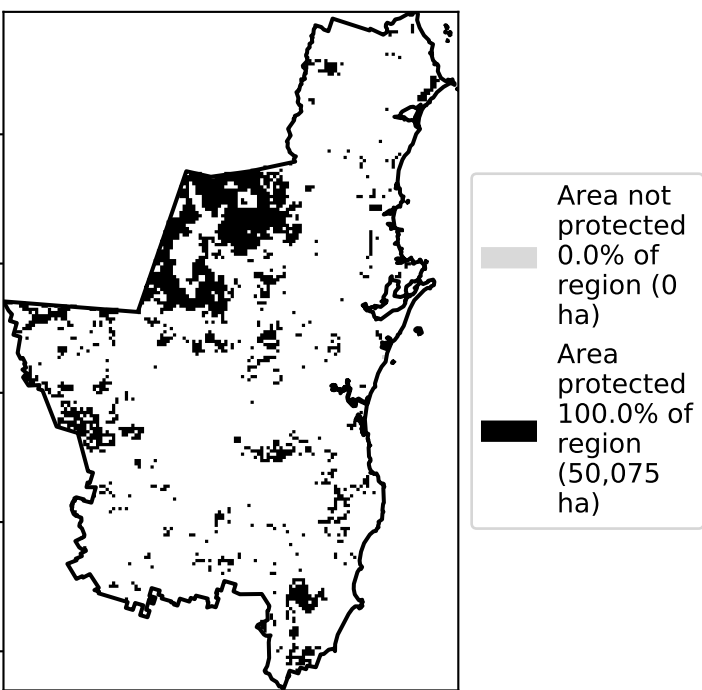 Area not
protected
0.0% of
region (0
ha)
Area
protected
100.0% of
region
(50,075
ha)